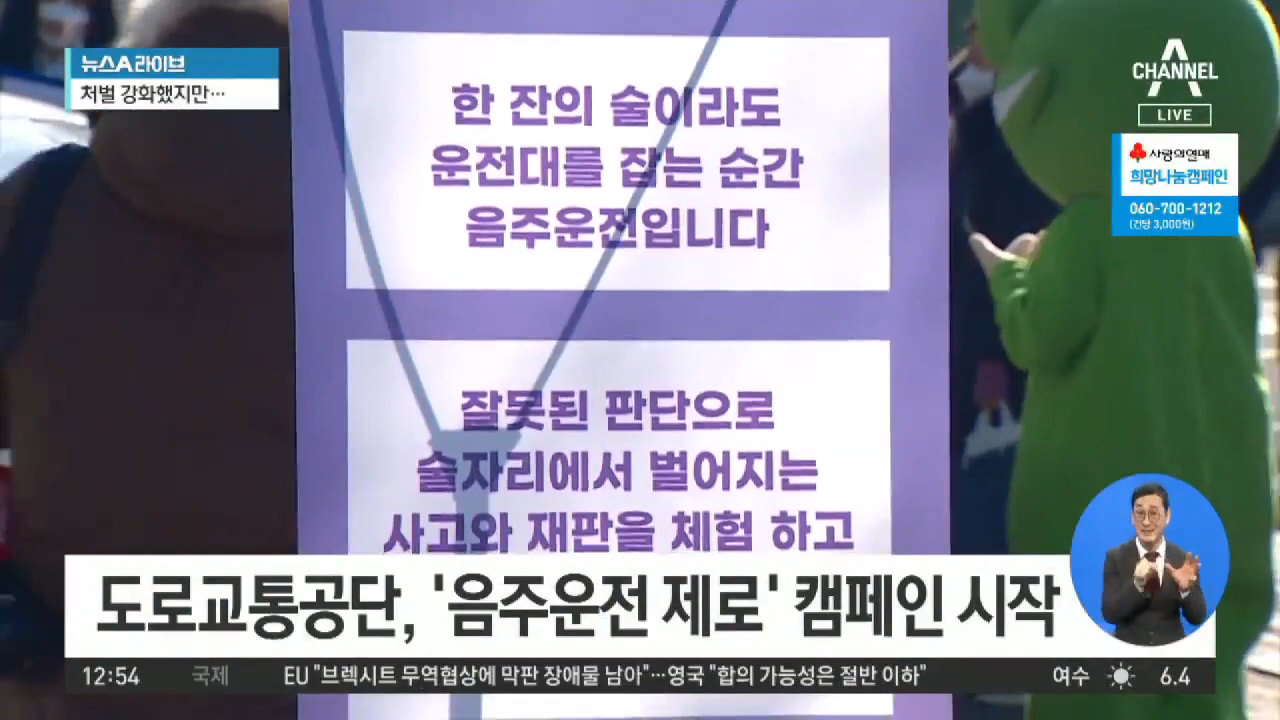 뉴스A 라이브
처벌 강화했지만…
CHANNEL A
LIVE
사랑의열매
희망나눔캠페인
060-700-1212
(건당 3,000원)
한 잔의 술이라도
운전대를 잡는 순간
음주운전입니다
잘못된 판단으로
술자리에서 벌어지는
사고와 재판을 체험 하고
도로교통공단, '음주운전 제로' 캠페인 시작
12:54 국제 EU "브렉시트 무역협상에 막판 장애물 남아"…영국 "합의 가능성은 절반 이하" 여수 6.4